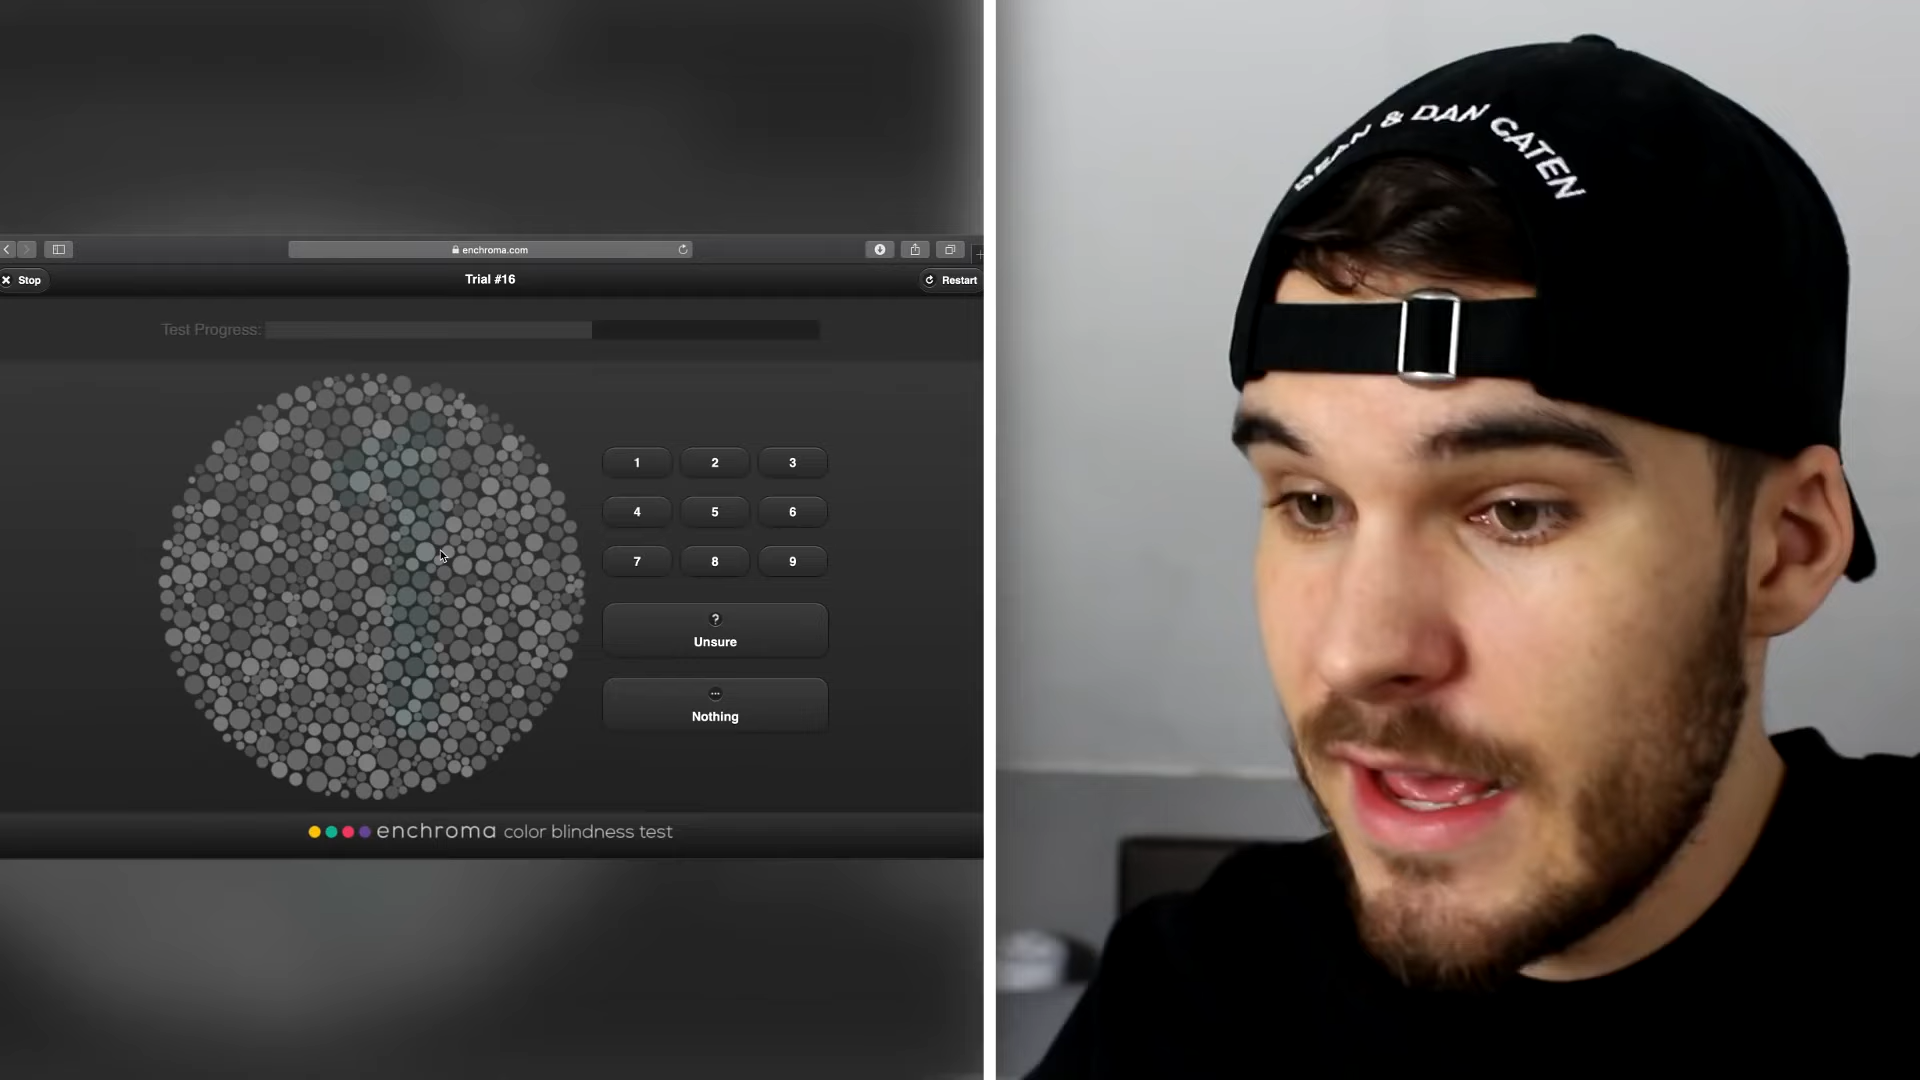 enchroma.com
Stop
Trial #16
Restart
Test Progress:
1 2 3
4 5 6
7 8 9
?
Unsure
Nothing
enchroma color blindness test
& DAN CATEN